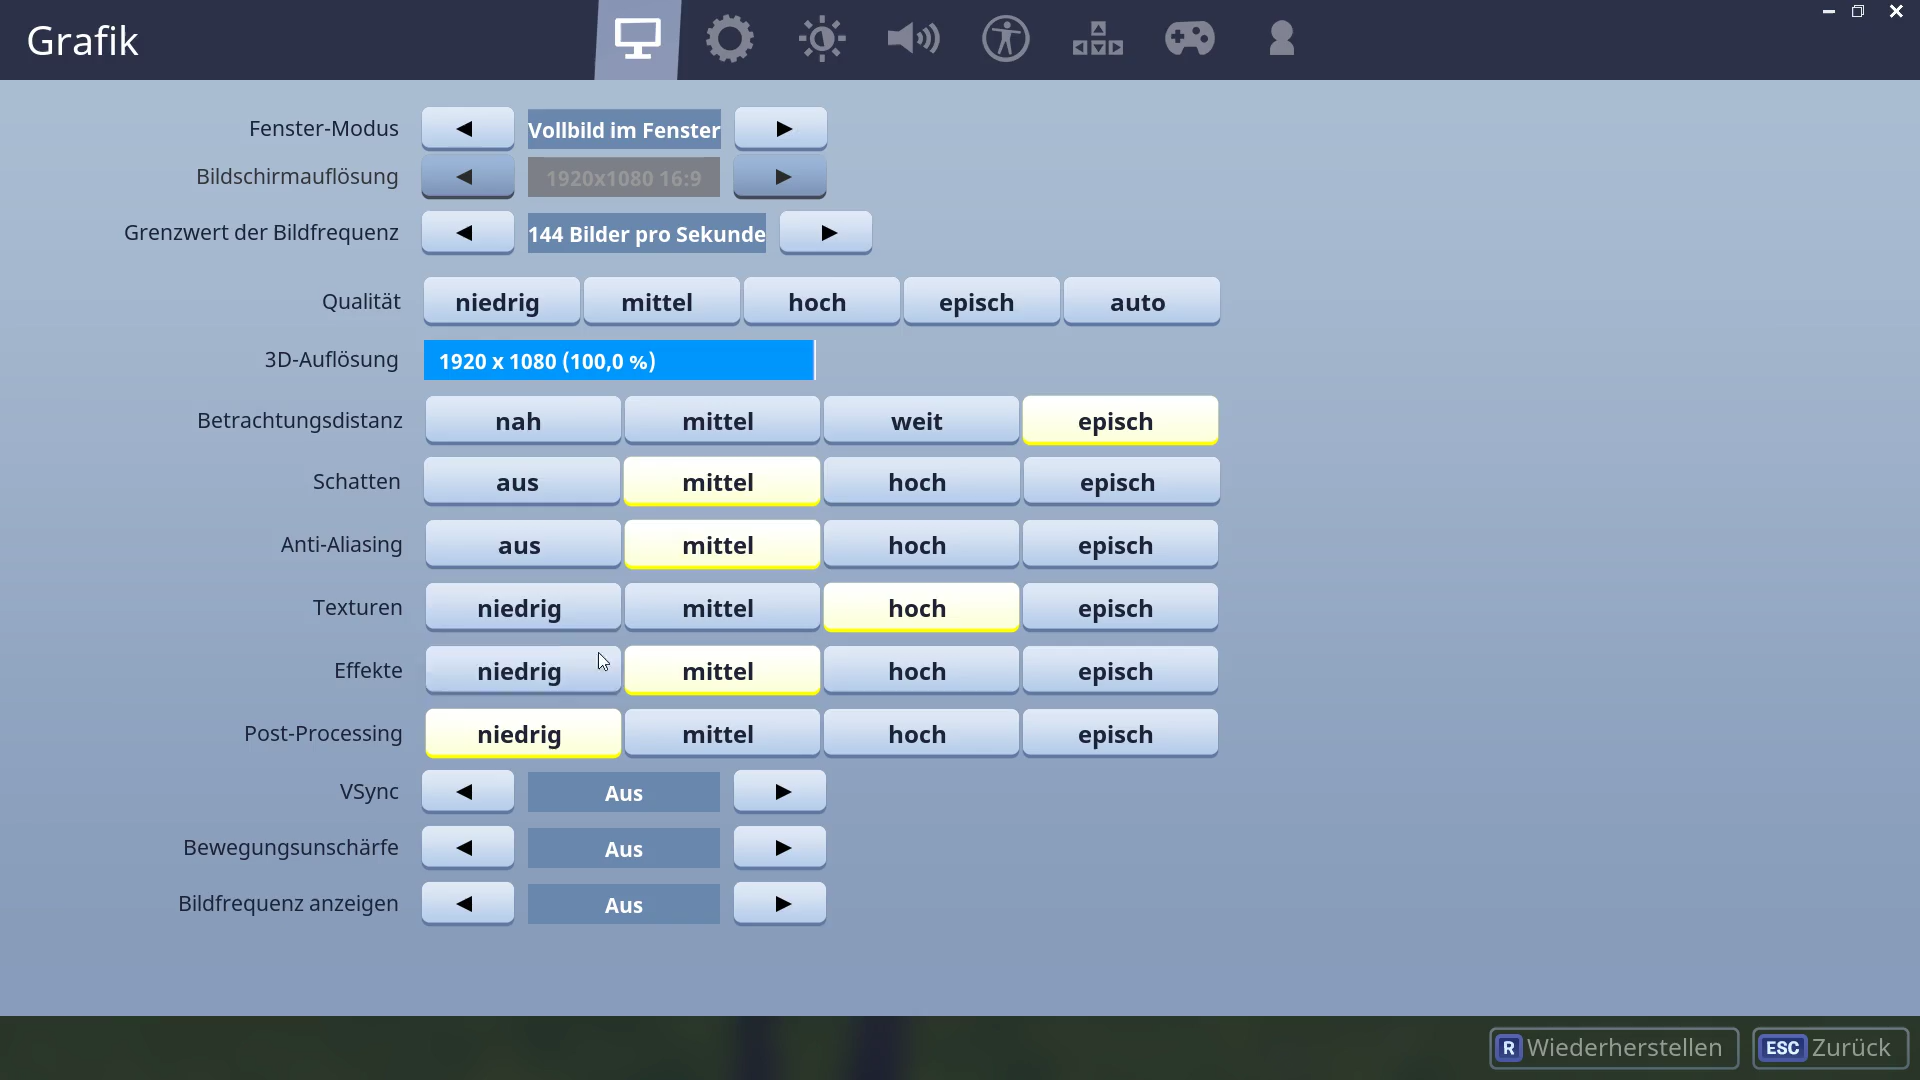 Grafik
Fenster-Modus Vollbild im Fenster
Bildschirmauflösung 1920x1080 16:9
Grenzwert der Bildfrequenz 144 Bilder pro Sekunde
Qualität niedrig mittel hoch episch auto
3D-Auflösung 1920 x 1080 (100,0 %)
Betrachtungsdistanz nah mittel weit episch
Schatten aus mittel hoch episch
Anti-Aliasing aus mittel hoch episch
Texturen niedrig mittel hoch episch
Effekte niedrig mittel hoch episch
Post-Processing niedrig mittel hoch episch
VSync Aus
Bewegungsunschärfe Aus
Bildfrequenz anzeigen Aus
R Wiederherstellen ESC Zurück